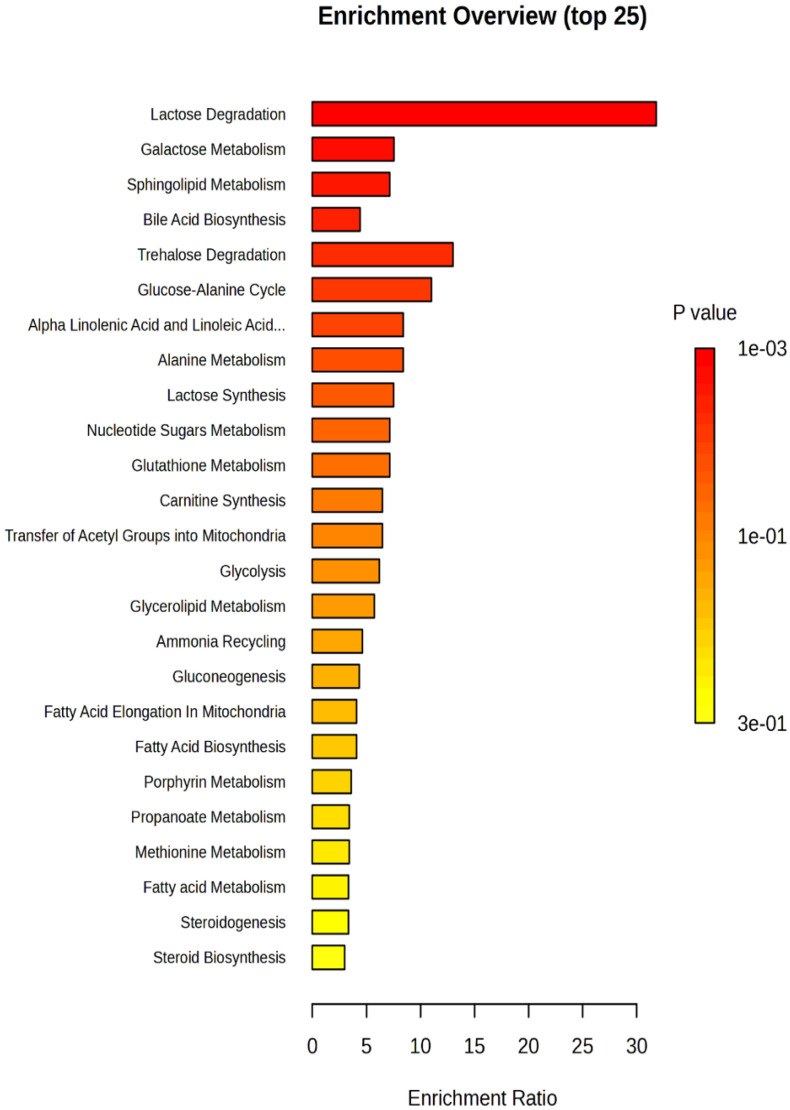 Enrichment Overview (top 25)
Lactose Degradation
Galactose Metabolism
Sphingolipid Metabolism
Bile Acid Biosynthesis
Trehalose Degradation
Glucose-Alanine Cycle
Alpha Linolenic Acid and Linoleic Acid...
Alanine Metabolism
Lactose Synthesis
Nucleotide Sugars Metabolism
Glutathione Metabolism
Carnitine Synthesis
Transfer of Acetyl Groups into Mitochondria
Glycolysis
Glycerolipid Metabolism
Ammonia Recycling
Gluconeogenesis
Fatty Acid Elongation In Mitochondria
Fatty Acid Biosynthesis
Porphyrin Metabolism
Propanoate Metabolism
Methionine Metabolism
Fatty acid Metabolism
Steroidogenesis
Steroid Biosynthesis
0 5 10 15 20 25 30
Enrichment Ratio
P value
1e-03
1e-01
3e-01